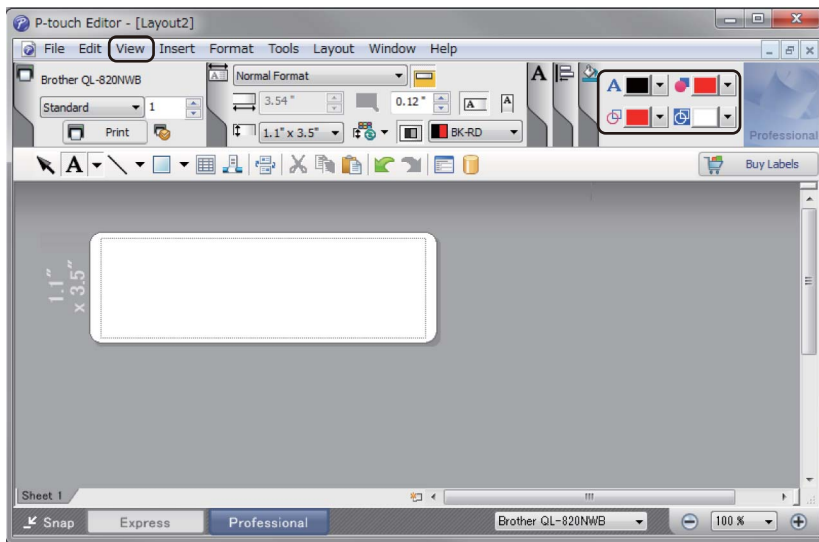 P-touch Editor - [Layout2]
File Edit View Insert Format Tools Layout Window Help
Brother QL-820NWB
Standard 1
Print
Normal Format
3.54 " 0.12 " A A
1.1" x 3.5" BK-RD
A
A
Professional
A
Buy Labels
1.1"
x 3.5"
Sheet 1
Snap Express Professional Brother QL-820NWB 100 %